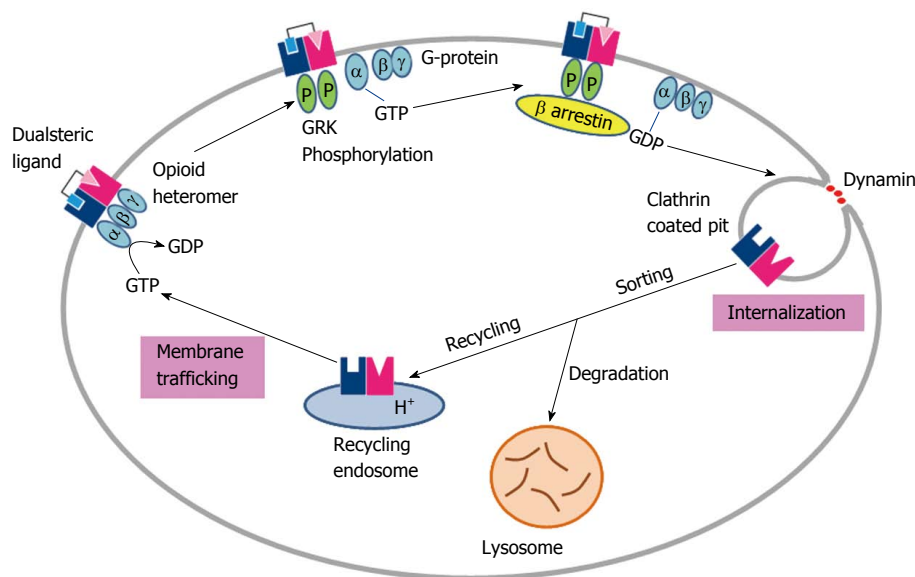 Dualsteric
ligand
α
β
γ
GDP
GTP
Opioid
heteromer
P P
GRK
Phosphorylation
α
β γ
G-protein
GTP
P P
β arrestin
α β γ
GDP
Dynamin
Clathrin
coated pit
Internalization
Sorting
Recycling
Degradation
Membrane
trafficking
H+
Recycling
endosome
Lysosome